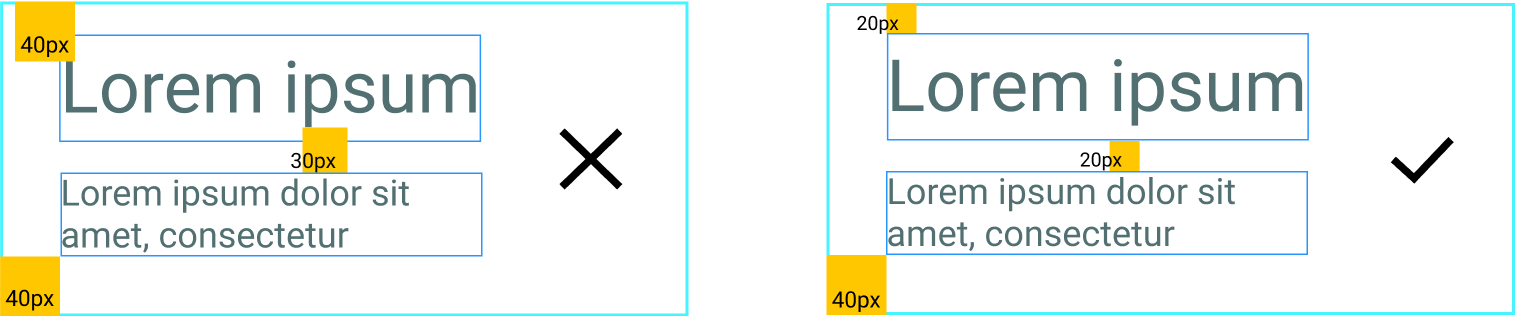 40px
Lorem ipsum
30px
Lorem ipsum dolor sit
amet, consectetur
40px
20px
Lorem ipsum
20px
Lorem ipsum dolor sit
amet, consectetur
40px